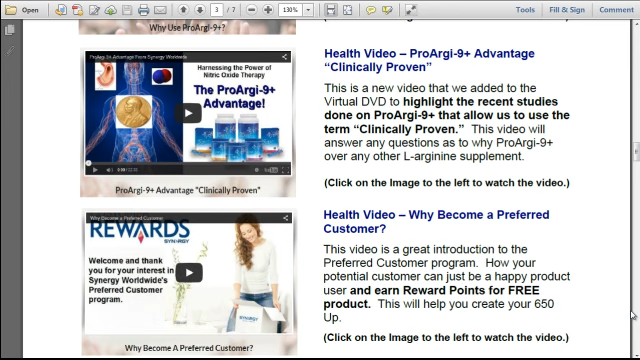 3 / 7
130%
Tools
Fill & Sign
Comment
Why Use ProArgi-9+?
Health Video – ProArgi-9+ Advantage
“Clinically Proven”
ProArgi-9+ Advantage From Synergy Worldwide
Harnessing the Power of
Nitric Oxide Therapy
The ProArgi-9+
Advantage!
ProArgi-9+ Advantage "Clinically Proven"
This is a new video that we added to the
Virtual DVD to highlight the recent studies
done on ProArgi-9+ that allow us to use the
term “Clinically Proven.” This video will
answer any questions as to why ProArgi-9+
over any other L-arginine supplement.
(Click on the Image to the left to watch the video.)
Health Video – Why Become a Preferred
Customer?
Why Become a Preferred Customer
REWARDS
SYNERGY
Welcome and thank
you for your interest in
Synergy Worldwide's
Preferred Customer
program.
SYNERGY
Why Become A Preferred Customer?
This video is a great introduction to the
Preferred Customer program. How your
potential customer can just be a happy product
user and earn Reward Points for FREE
product. This will help you create your 650
Up.
(Click on the Image to the left to watch the video.)